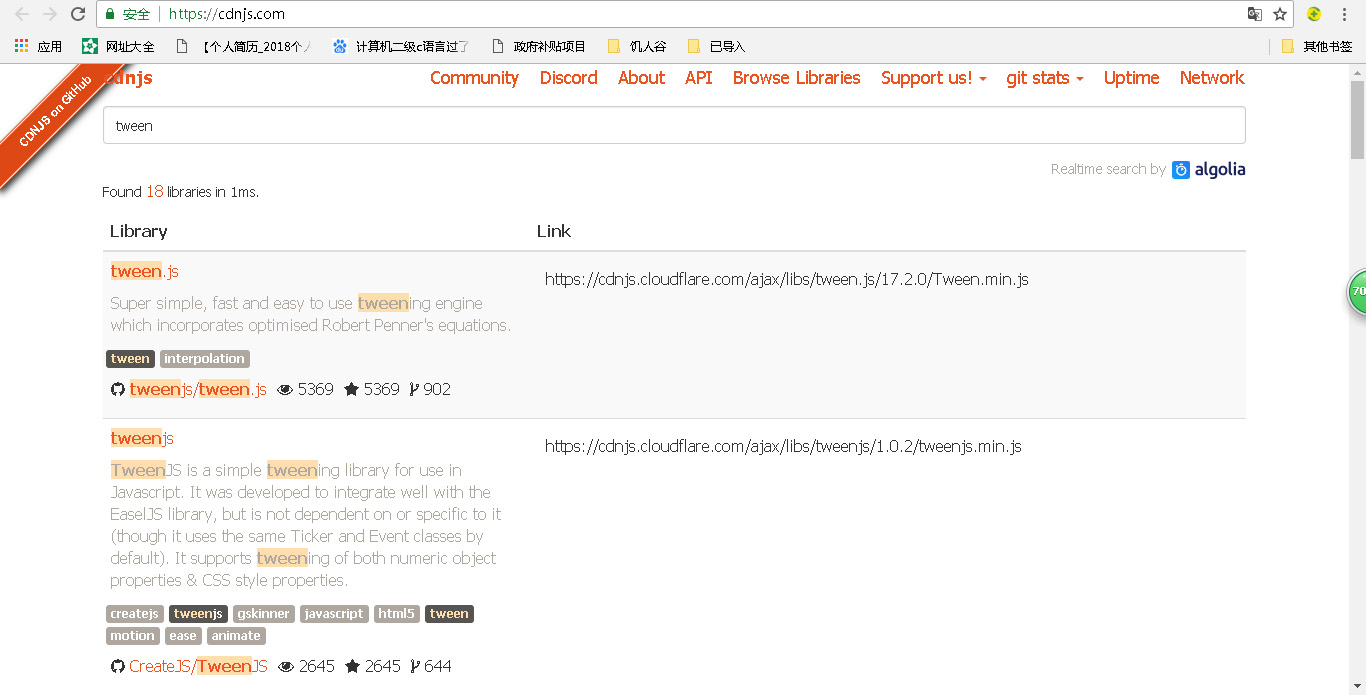 安全 https://cdnjs.com
应用 网址大全 【个人简历_2018个人 计算机二级c语言过了 政府补贴项目 饥人谷 已导入 其他书签
CDNJS on GitHub
cdnjs Community Discord About API Browse Libraries Support us! git stats Uptime Network
tween
Realtime search by algolia
Found 18 libraries in 1ms.
Library Link
tween.js https://cdnjs.cloudflare.com/ajax/libs/tween.js/17.2.0/Tween.min.js
Super simple, fast and easy to use tweening engine
which incorporates optimised Robert Penner's equations.
tween interpolation
tweenjs/tween.js 5369 5369 902
tweenjs https://cdnjs.cloudflare.com/ajax/libs/tweenjs/1.0.2/tweenjs.min.js
TweenJS is a simple tweening library for use in
Javascript. It was developed to integrate well with the
EaselJS library, but is not dependent on or specific to it
(though it uses the same Ticker and Event classes by
default). It supports tweening of both numeric object
properties & CSS style properties.
createjs tweenjs gskinner javascript html5 tween
motion ease animate
CreateJS/TweenJS 2645 2645 644
70